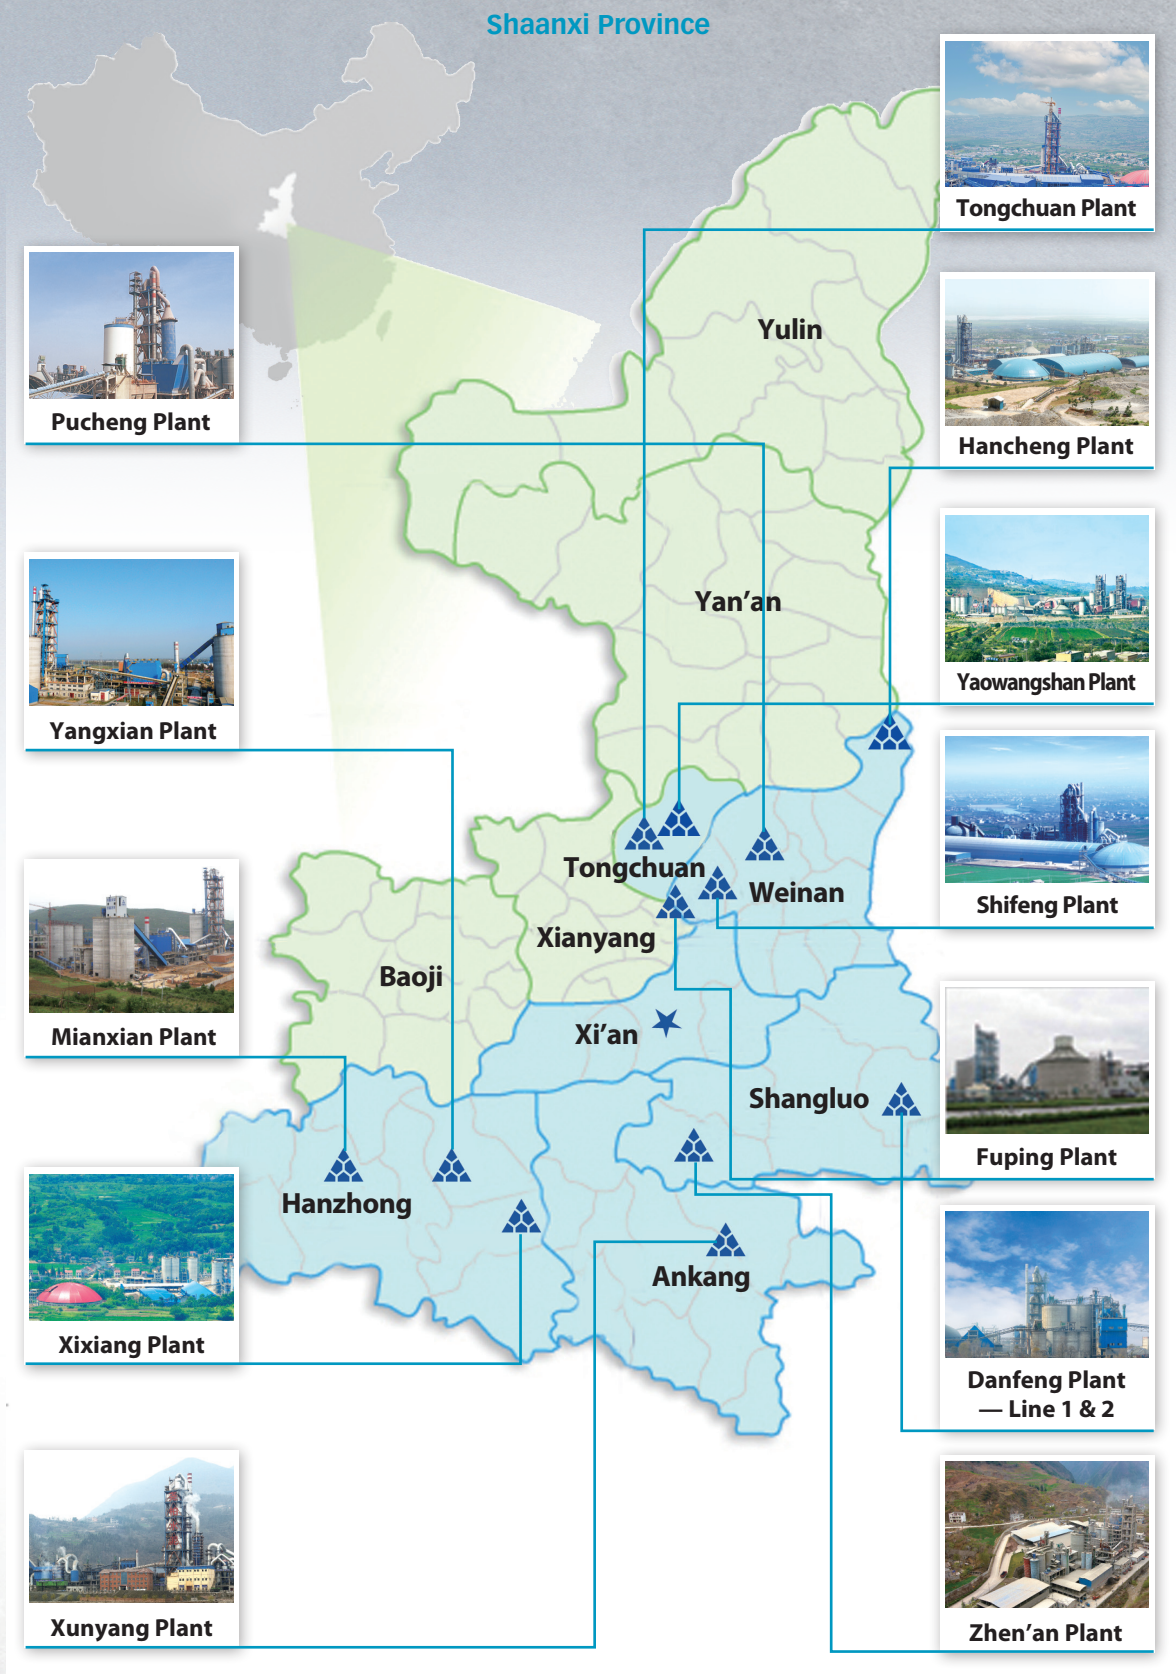 Shaanxi Province
Tongchuan Plant
Pucheng Plant
Hancheng Plant
Yangxian Plant
Yaowangshan Plant
Mianxian Plant
Shifeng Plant
Xixiang Plant
Fuping Plant
Xunyang Plant
Danfeng Plant
— Line 1 & 2
Zhen’an Plant
Yulin
Yan’an
Tongchuan
Weinan
Xianyang
Baoji
Xi’an
Shangluo
Hanzhong
Ankang